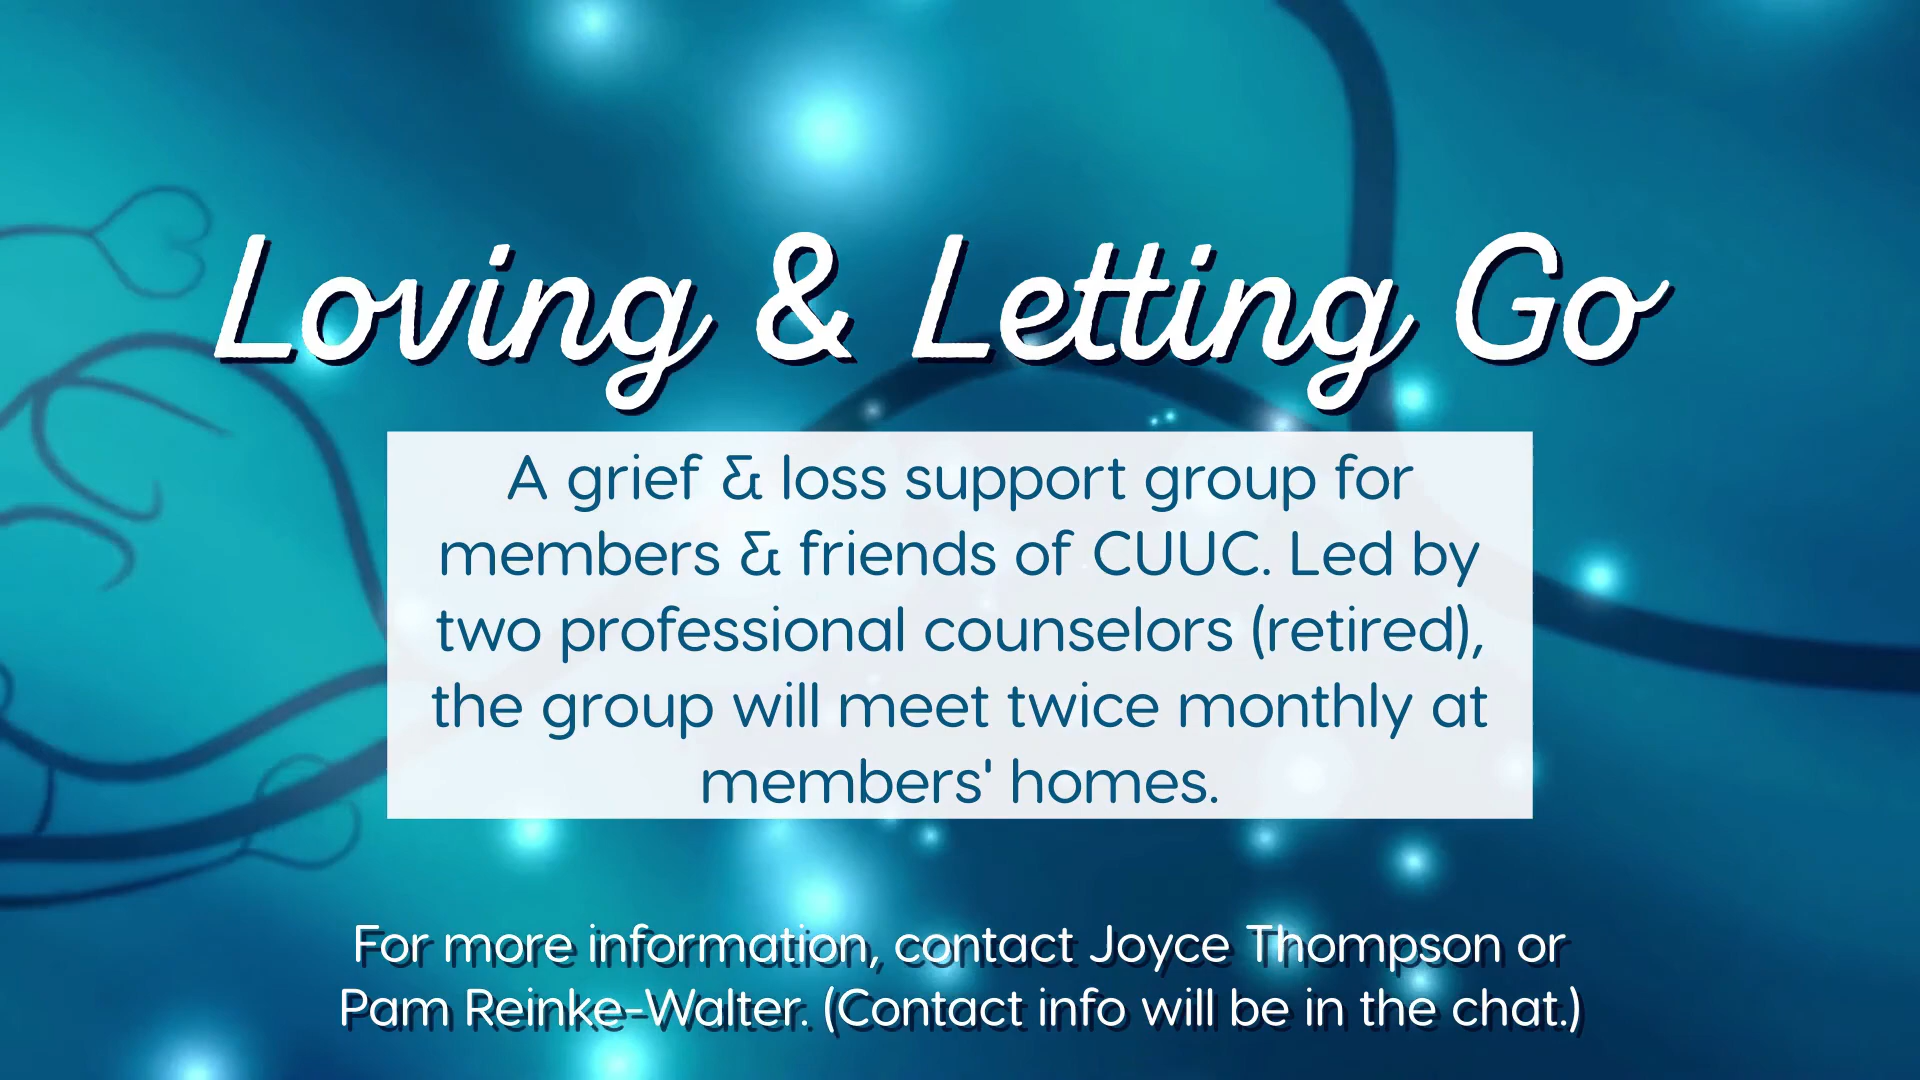 Loving & Letting Go
A grief & loss support group for
members & friends of CUUC. Led by
two professional counselors (retired),
the group will meet twice monthly at
members' homes.
For more information, contact Joyce Thompson or
Pam Reinke-Walter. (Contact info will be in the chat.)